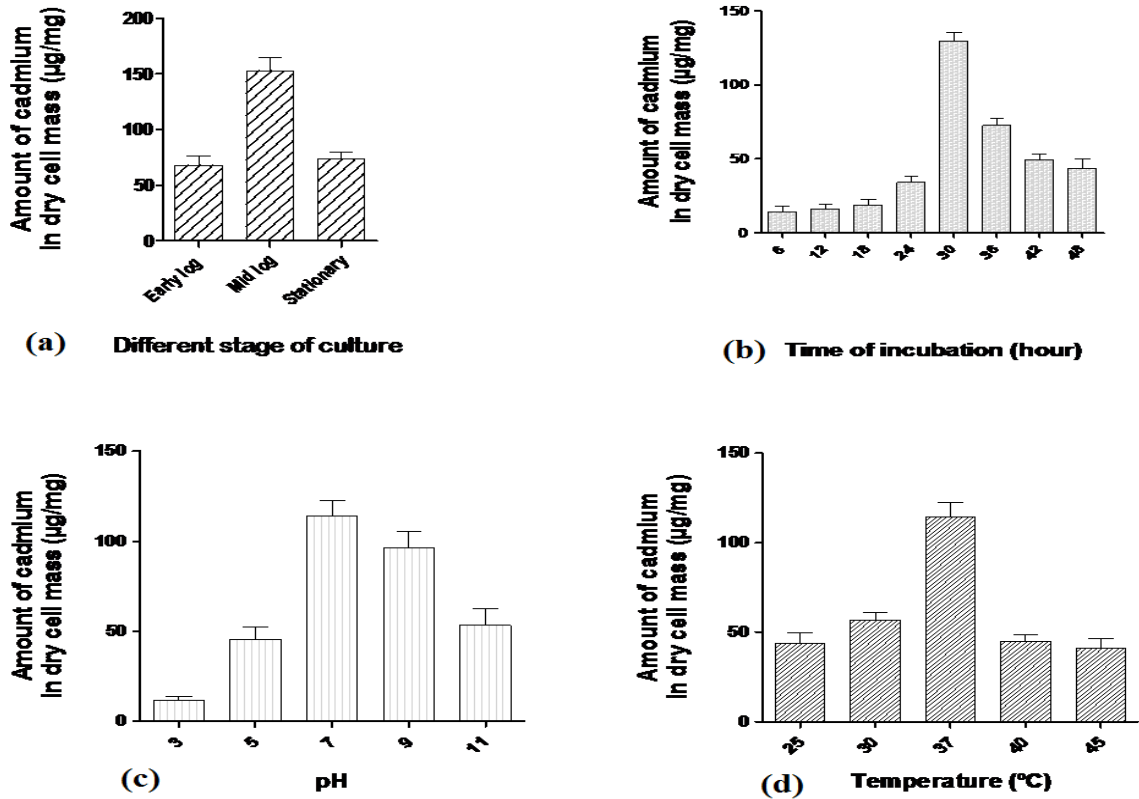 Amount of cadmium
In dry cell mass (µg/mg)
200
150
100
50
0
Early log
Mid log
Stationary
(a) Different stage of culture
Amount of cadmium
In dry cell mass (µg/mg)
150
100
50
0
6 12 18 24 30 36 42 48
(b) Time of incubation (hour)
Amount of cadmium
In dry cell mass (µg/mg)
150
100
50
0
3 5 7 9 11
(c) pH
Amount of cadmium
In dry cell mass (µg/mg)
150
100
50
0
25 30 37 40 45
(d) Temperature (ºC)